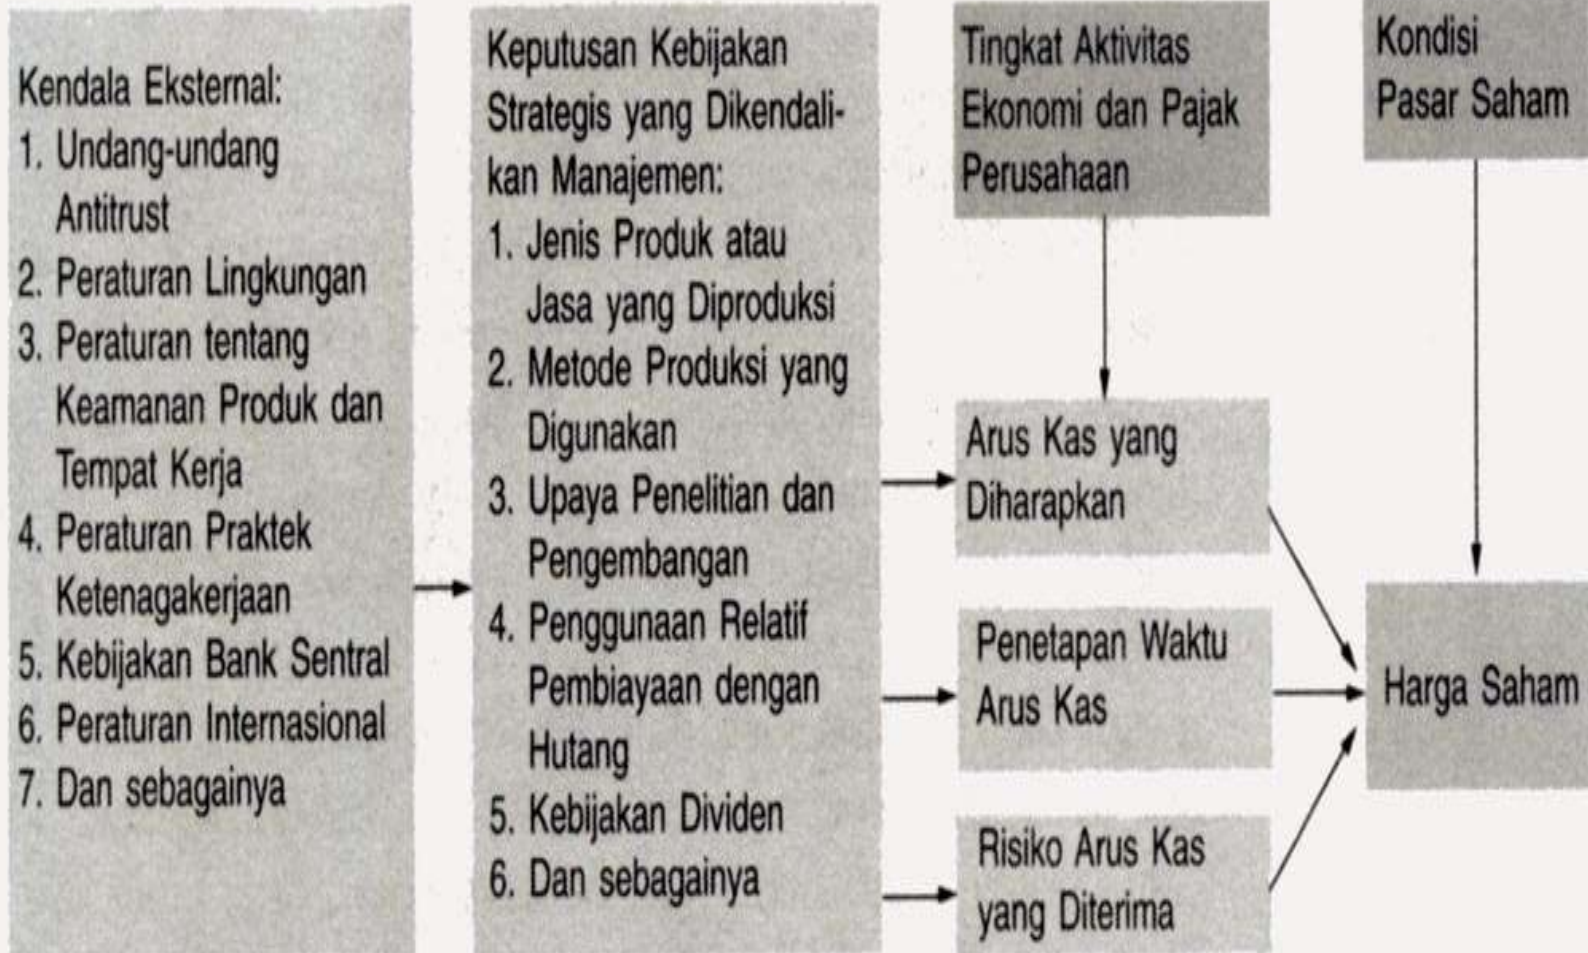 Kendala Eksternal:
1. Undang-undang
Antitrust
2. Peraturan Lingkungan
3. Peraturan tentang
Keamanan Produk dan
Tempat Kerja
4. Peraturan Praktek
Ketenagakerjaan
5. Kebijakan Bank Sentral
6. Peraturan Internasional
7. Dan sebagainya
Keputusan Kebijakan
Strategis yang Dikendali-
kan Manajemen:
1. Jenis Produk atau
Jasa yang Diproduksi
2. Metode Produksi yang
Digunakan
3. Upaya Penelitian dan
Pengembangan
4. Penggunaan Relatif
Pembiayaan dengan
Hutang
5. Kebijakan Dividen
6. Dan sebagainya
Tingkat Aktivitas
Ekonomi dan Pajak
Perusahaan
Arus Kas yang
Diharapkan
Penetapan Waktu
Arus Kas
Risiko Arus Kas
yang Diterima
Kondisi
Pasar Saham
Harga Saham